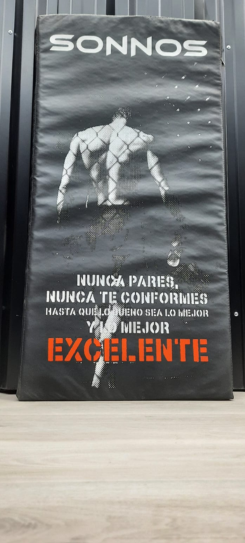 SONNOS
NUNCA PARES,
NUNCA TE CONFORMES
HASTA QUE LO BUENO SEA LO MEJOR
Y LO MEJOR
EXCELENTE